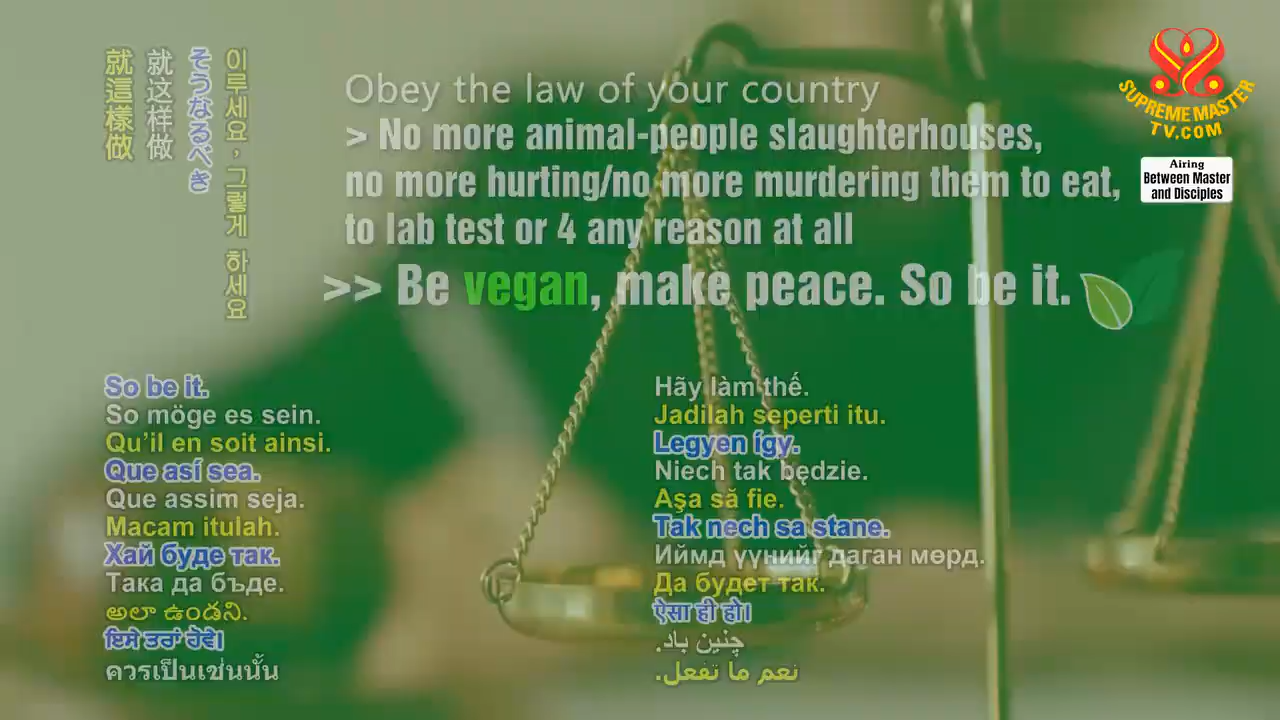 就這樣做
就这样做
そうなるべき
이루세요, 그렇게 하세요
Obey the law of your country
> No more animal-people slaughterhouses,
no more hurting/no more murdering them to eat,
to lab test or 4 any reason at all
>> Be vegan, make peace. So be it.
SUPREME MASTER
TV.COM
Airing
Between Master
and Disciples
So be it.
So möge es sein.
Qu’il en soit ainsi.
Que así sea.
Que assim seja.
Macam itulah.
Хай буде так.
Така да бъде.
అలా ఉండని.
ਇਸੇ ਤਰਾਂ ਹੋਵੇ।
ควรเป็นเช่นนั้น
Hãy làm thế.
Jadilah seperti itu.
Legyen így.
Niech tak będzie.
Aşa să fie.
Tak nech sa stane.
Иймд үүнийг даган мөрд.
Да будет так.
ऐसा ही हो।
چنین باد.
نعم ما تفعل.